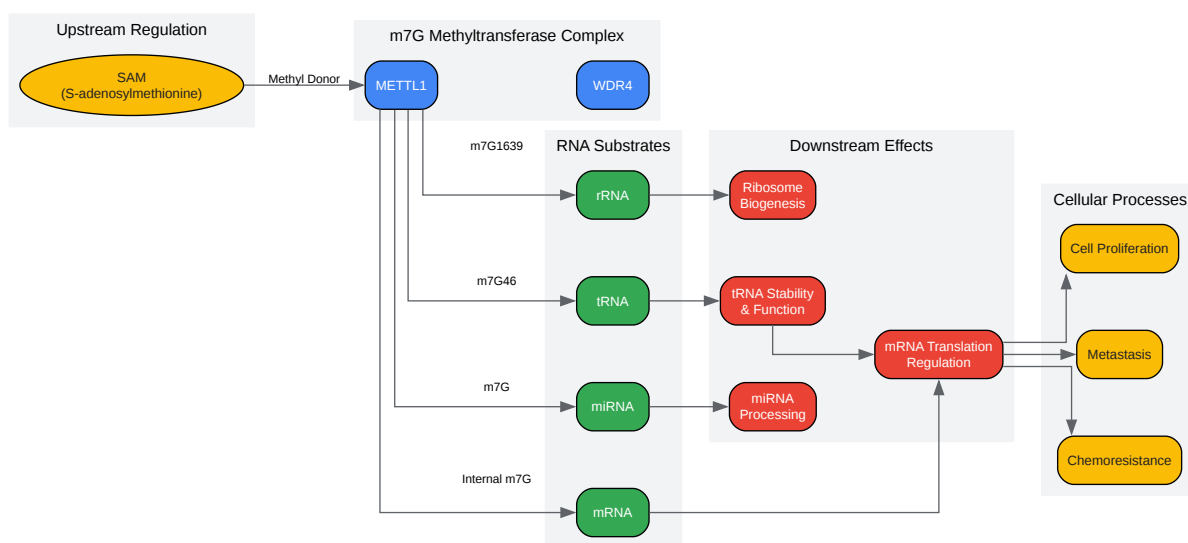 Upstream Regulation
SAM
(S-adenosylmethionine)
Methyl Donor
m7G Methyltransferase Complex
METTL1
WDR4
m7G1639
m7G46
m7G
Internal m7G
RNA Substrates
rRNA
tRNA
miRNA
mRNA
Downstream Effects
Ribosome
Biogenesis
tRNA Stability
& Function
mRNA Translation
Regulation
miRNA
Processing
Cellular Processes
Cell Proliferation
Metastasis
Chemoresistance